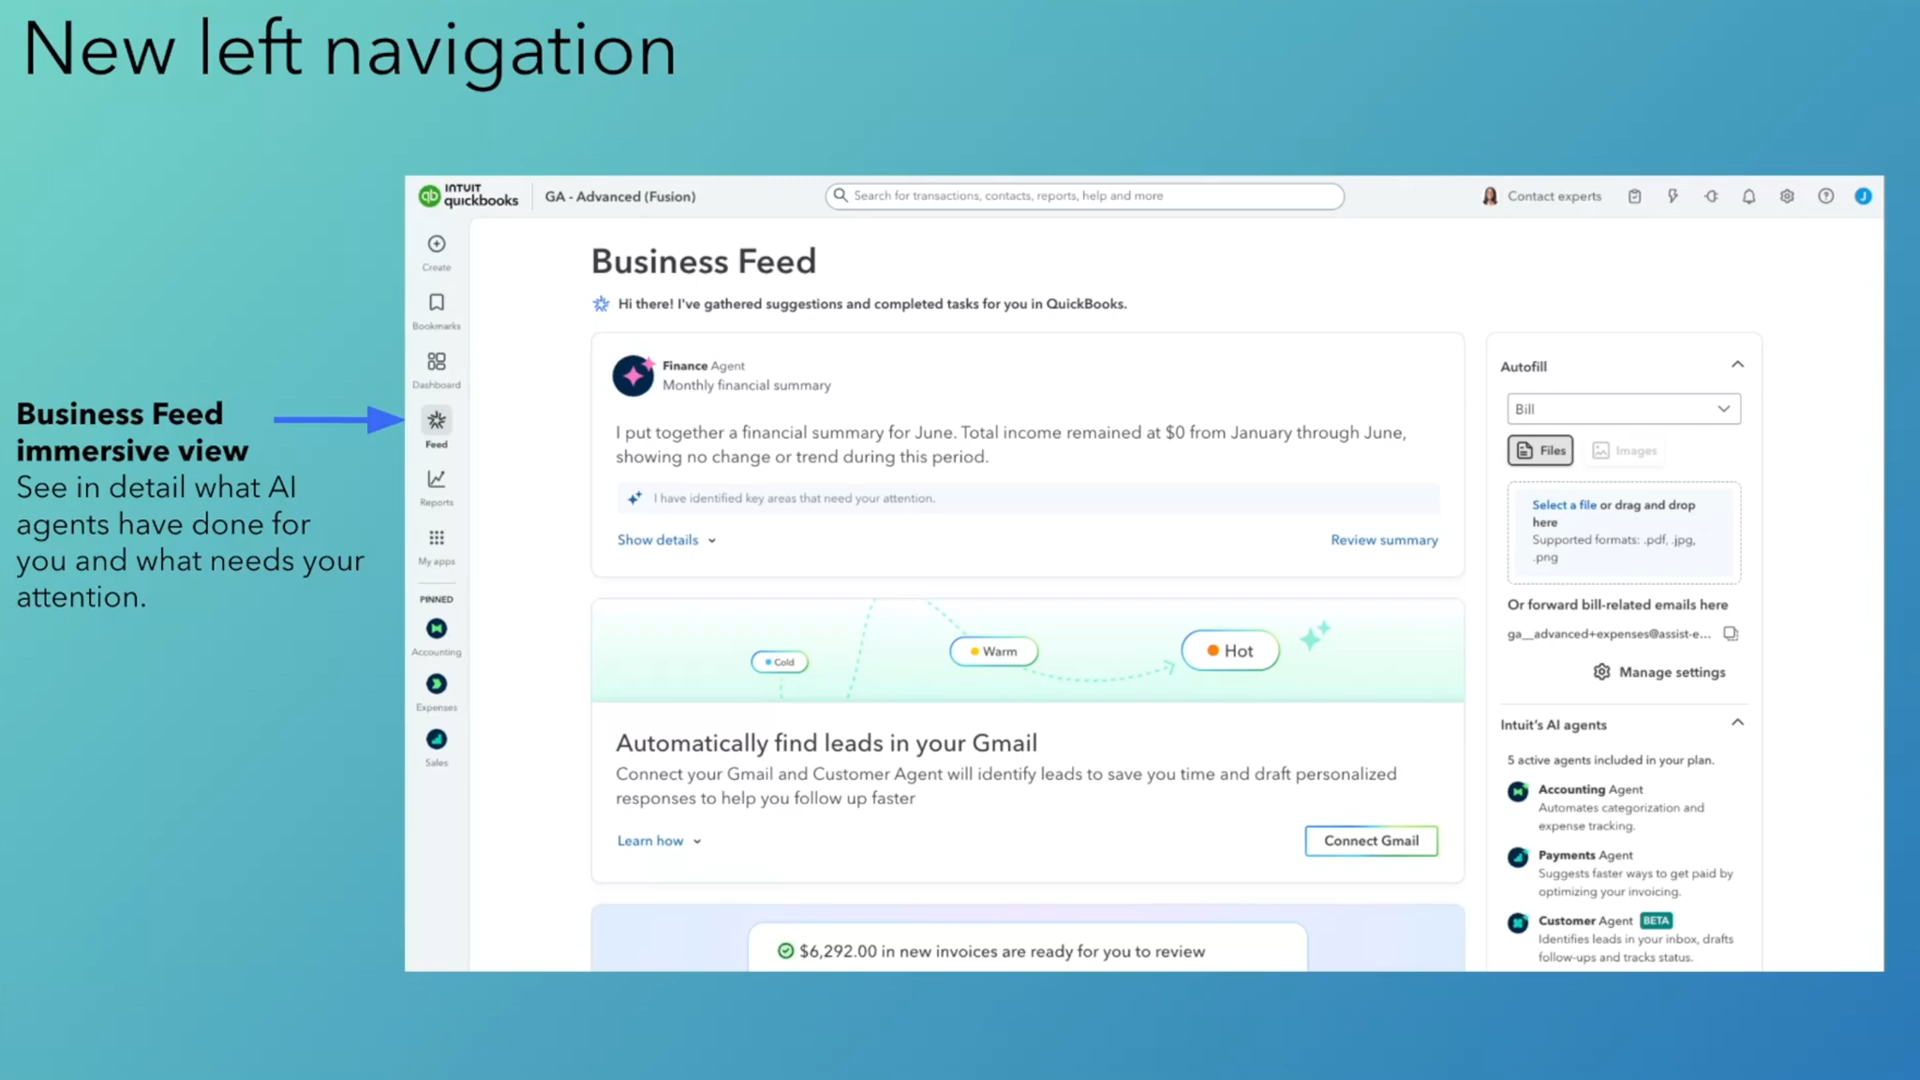 New left navigation
Business Feed
immersive view
See in detail what AI
agents have done for
you and what needs your
attention.
INTUIT
quickbooks
GA - Advanced (Fusion)
Search for transactions, contacts, reports, help and more
Contact experts
J
Create
Bookmarks
Dashboard
Feed
Reports
My apps
PINNED
Accounting
Expenses
Sales
Business Feed
Hi there! I've gathered suggestions and completed tasks for you in QuickBooks.
Finance Agent
Monthly financial summary
I put together a financial summary for June. Total income remained at $0 from January through June,
showing no change or trend during this period.
I have identified key areas that need your attention.
Show details
Review summary
Cold
Warm
Hot
Automatically find leads in your Gmail
Connect your Gmail and Customer Agent will identify leads to save you time and draft personalized
responses to help you follow up faster
Learn how
Connect Gmail
$6,292.00 in new invoices are ready for you to review
Autofill
Bill
Files
Images
Select a file or drag and drop
here
Supported formats: .pdf, .jpg,
.png
Or forward bill-related emails here
ga__advanced+expenses@assist-e...
Manage settings
Intuit's AI agents
5 active agents included in your plan.
Accounting Agent
Automates categorization and
expense tracking.
Payments Agent
Suggests faster ways to get paid by
optimizing your invoicing.
Customer Agent BETA
Identifies leads in your inbox, drafts
follow-ups and tracks status.